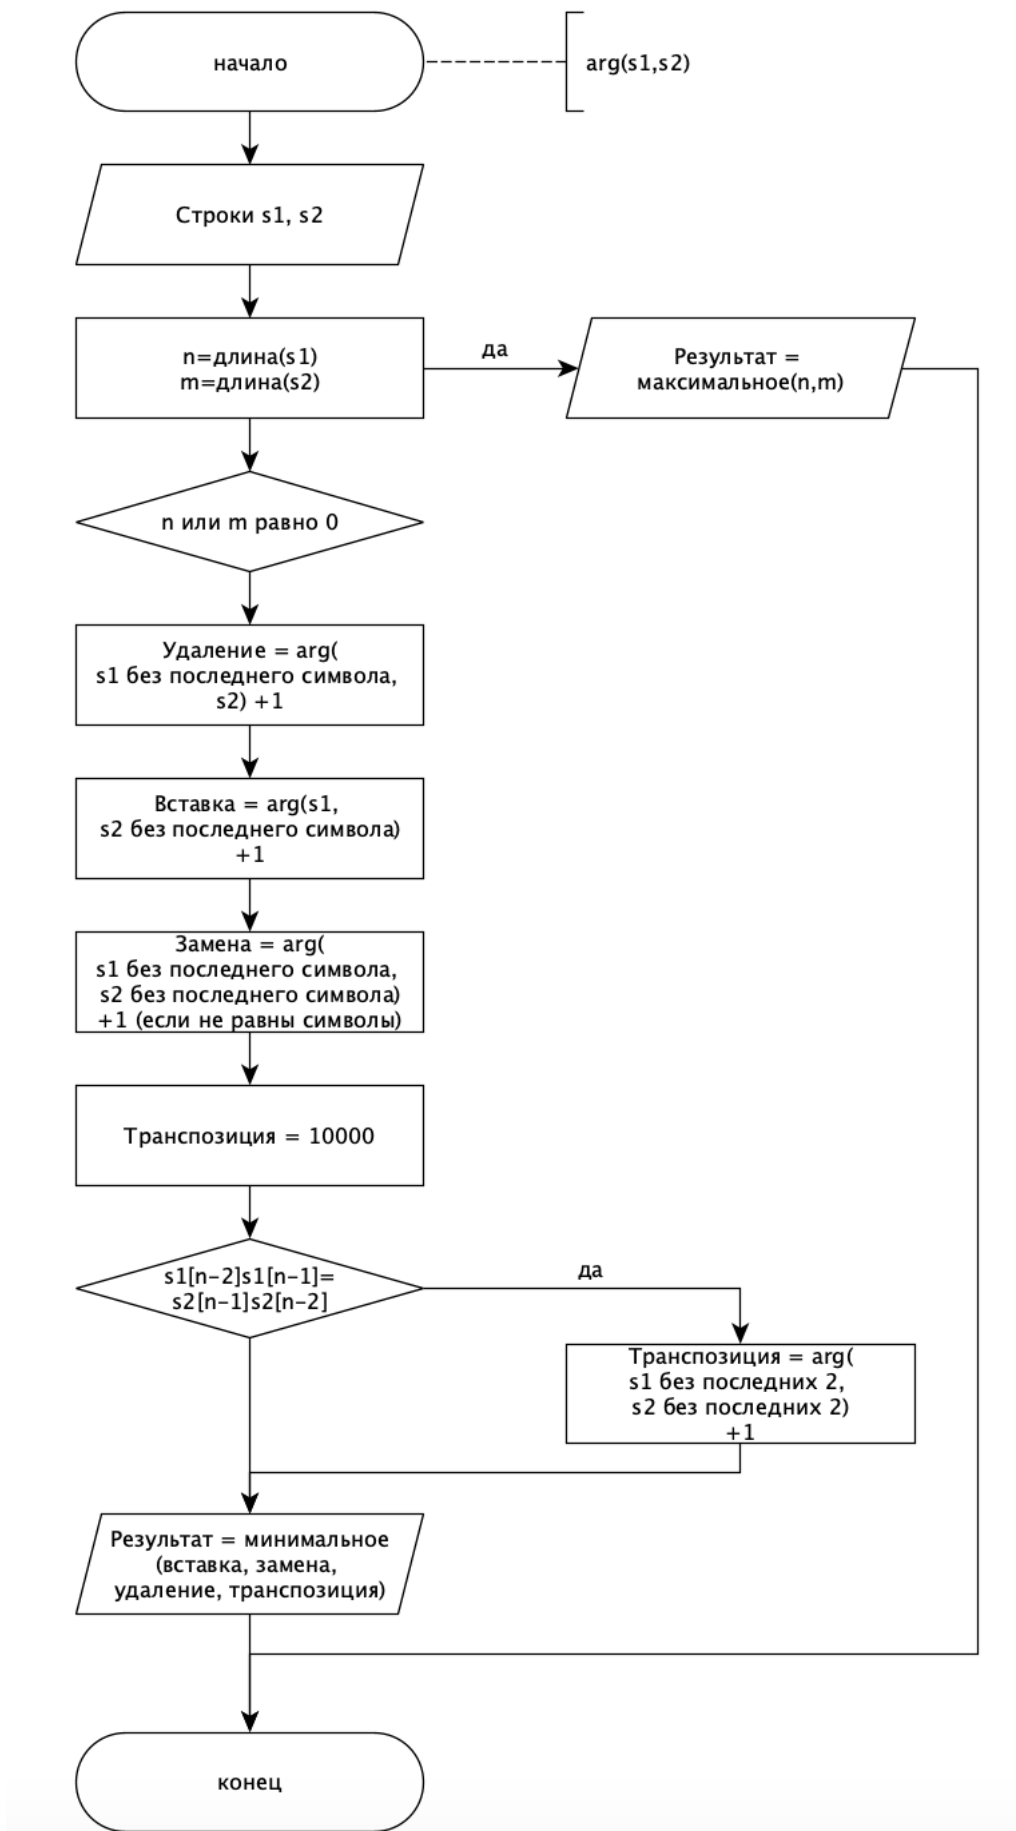 начало
arg(s1,s2)
Строки s1, s2
n=длина(s1)
m=длина(s2)
да
Результат =
максимальное(n,m)
n или m равно 0
Удаление = arg(
s1 без последнего символа,
s2) +1
Вставка = arg(s1,
s2 без последнего символа)
+1
Замена = arg(
s1 без последнего символа,
s2 без последнего символа)
+1 (если не равны символы)
Транспозиция = 10000
s1[n-2]s1[n-1]=
s2[n-1]s2[n-2]
да
Транспозиция = arg(
s1 без последних 2,
s2 без последних 2)
+1
Результат = минимальное
(вставка, замена,
удаление, транспозиция)
конец